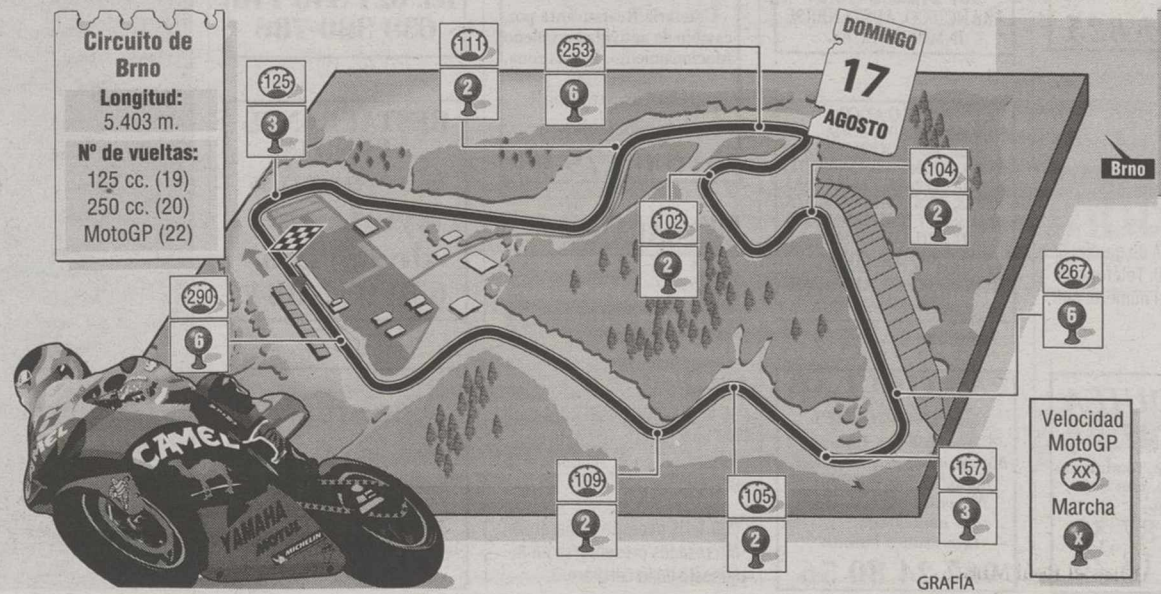 Circuito de
Brno
Longitud:
5.403 m.
Nº de vueltas:
125 cc. (19)
250 cc. (20)
MotoGP (22)
125
3
111
2
253
6
DOMINGO
17
AGOSTO
Brno
104
2
102
2
267
6
290
6
CAMEL
YAMAHA
MICHELIN
109
2
105
2
157
3
Velocidad
MotoGP
XX
Marcha
X
GRAFÍA